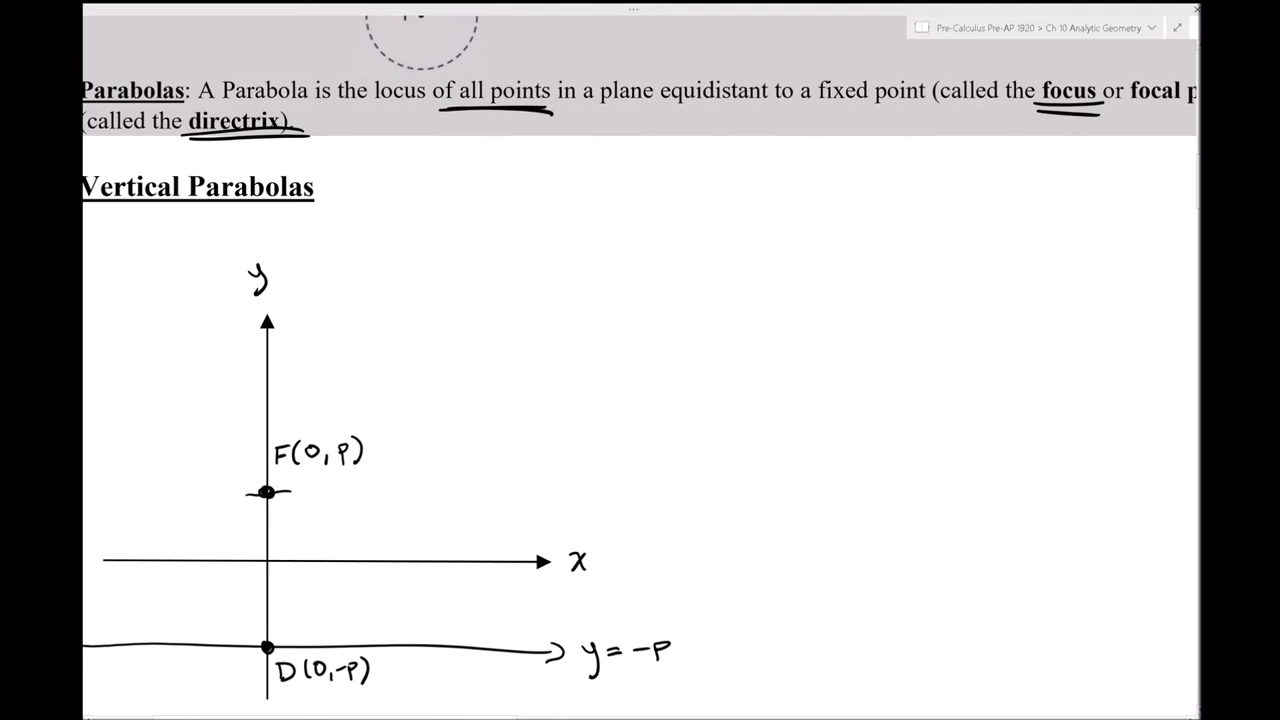 Pre-Calculus Pre-AP 1920 > Ch 10 Analytic Geometry
Parabolas: A Parabola is the locus of all points in a plane equidistant to a fixed point (called the focus or focal p
(called the directrix).
Vertical Parabolas
y
F(0, P)
x
y = -P
D(0,-P)